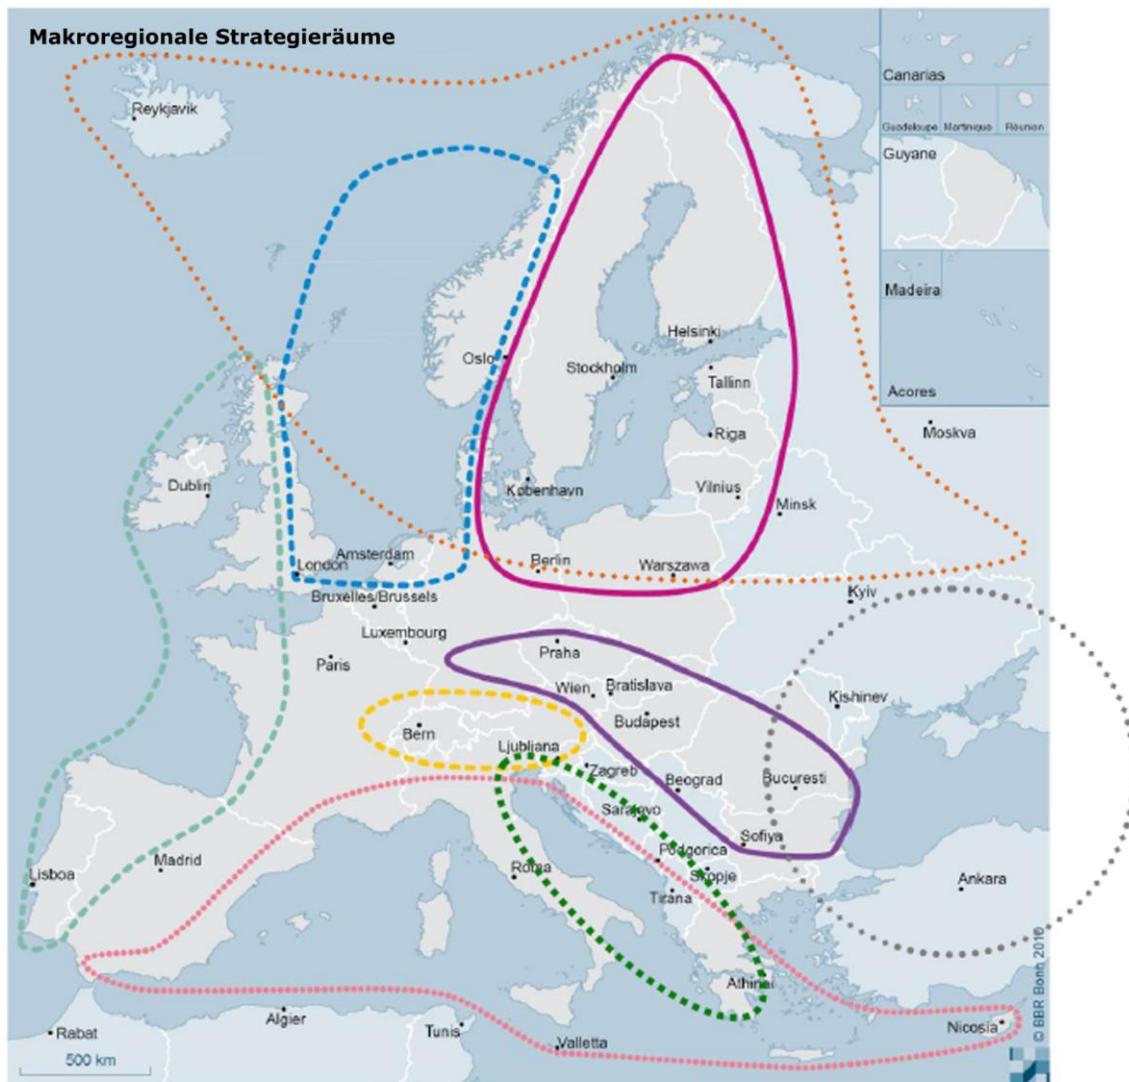 Makroregionale Strategieräume
Canarias
Reykjavik
Guadeloupe
Martinique
Réunion
Guyane
Madeira
Helsinki
Oslo
Stockholm
Tallinn
Acores
Moskva
Riga
Dublin
København
Vilnius
Minsk
Amsterdam
Berlin
London
Warszawa
Bruxelles/Brussels
Kyiv
Luxembourg
Praha
Paris
Wien
Bratislava
Kishinev
Budapest
Bern
Ljubljana
Zagreb
Beograd
Bucuresti
Sarajevo
Sofiya
Podgorica
Madrid
Lisboa
Roma
Skopje
Ankara
Tirana
Athinai
© BBR Bonn 2010
Algier
Nicosia
Rabat
Tunis
Valletta
500 km